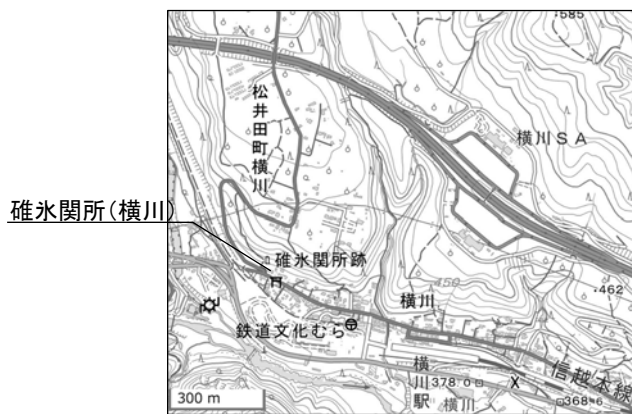 585
松井田町横川
横川SA
碓氷関所(横川)
碓氷関所跡
450
462
横川
鉄道文化むら
信越本線
横川駅
378.0
X
300 m
横川
368.6